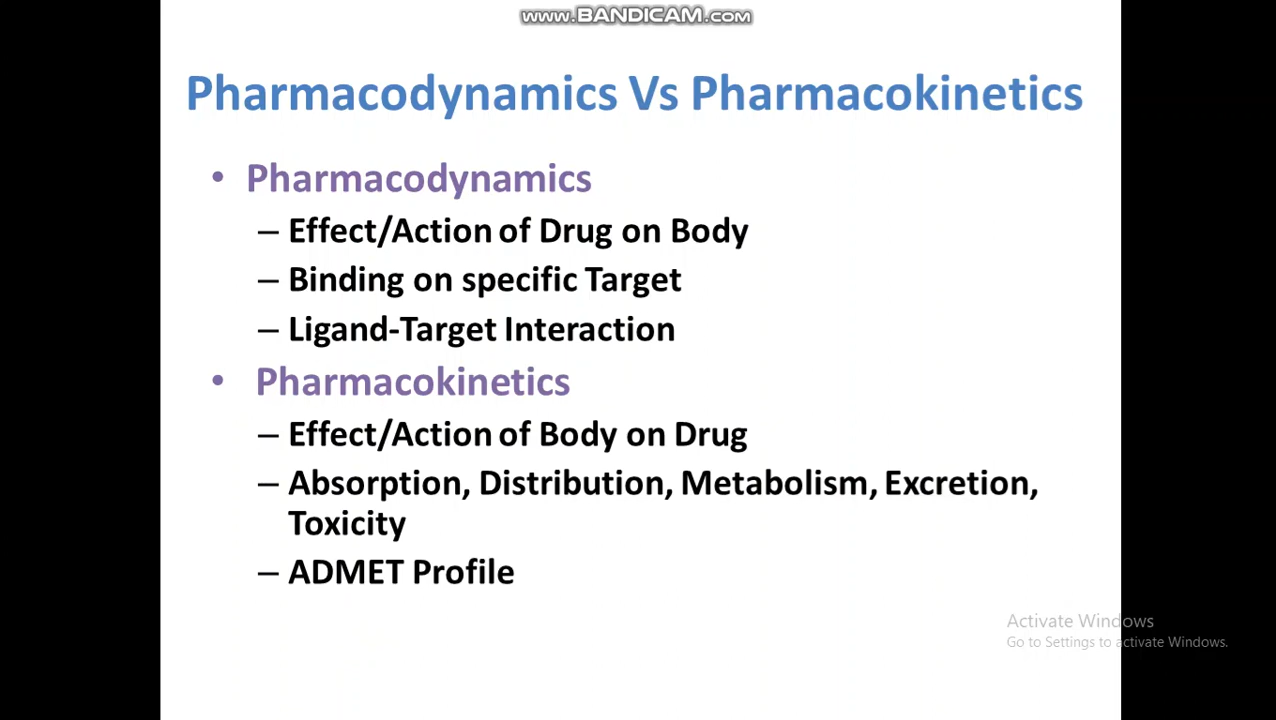 www.BANDICAM.com
Pharmacodynamics Vs Pharmacokinetics
• Pharmacodynamics
– Effect/Action of Drug on Body
– Binding on specific Target
– Ligand-Target Interaction
• Pharmacokinetics
– Effect/Action of Body on Drug
– Absorption, Distribution, Metabolism, Excretion,
Toxicity
– ADMET Profile
Activate Windows
Go to Settings to activate Windows.